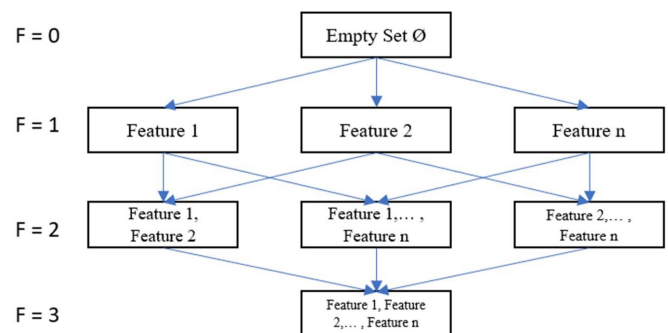 F = 0
Empty Set Ø
F = 1
Feature 1
Feature 2
Feature n
F = 2
Feature 1,
Feature 2
Feature 1,… ,
Feature n
Feature 2,… ,
Feature n
F = 3
Feature 1, Feature
2,… , Feature n